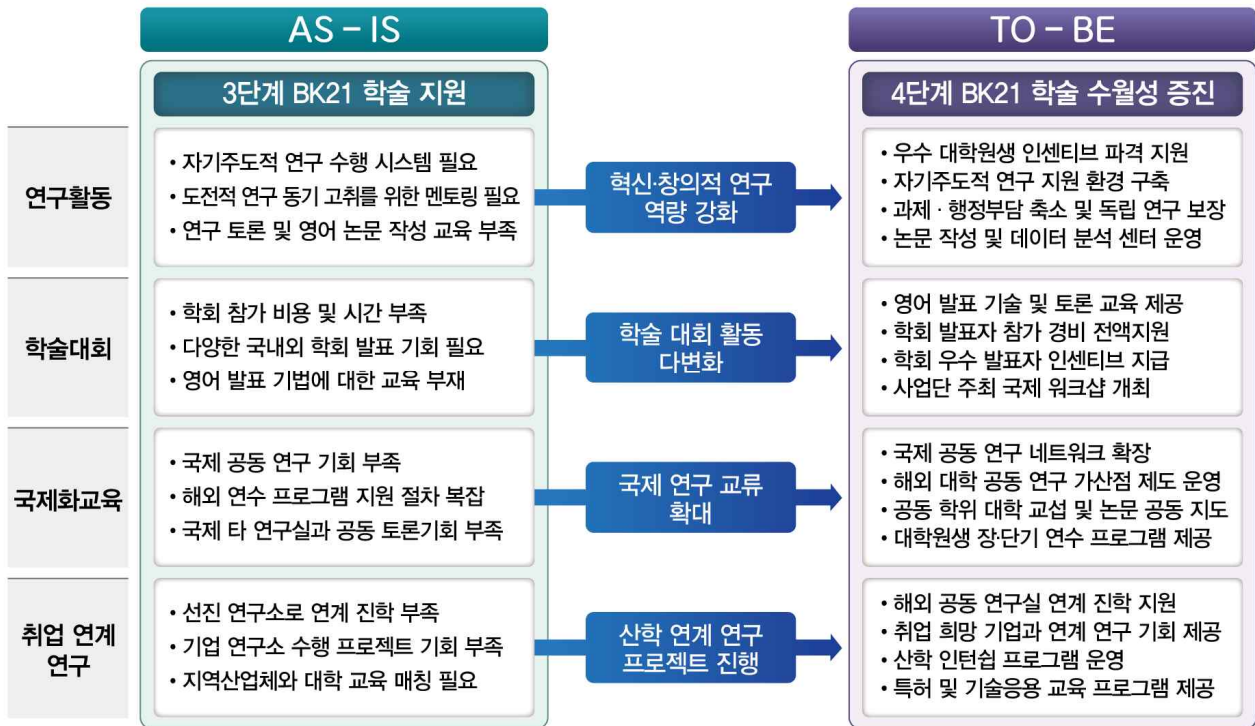 AS – IS
TO – BE
3단계 BK21 학술 지원
4단계 BK21 학술 수월성 증진
연구활동
• 자기주도적 연구 수행 시스템 필요
• 도전적 연구 동기 고취를 위한 멘토링 필요
• 연구 토론 및 영어 논문 작성 교육 부족
혁신·창의적 연구
역량 강화
• 우수 대학원생 인센티브 파격 지원
• 자기주도적 연구 지원 환경 구축
• 과제 · 행정부담 축소 및 독립 연구 보장
• 논문 작성 및 데이터 분석 센터 운영
학술대회
• 학회 참가 비용 및 시간 부족
• 다양한 국내외 학회 발표 기회 필요
• 영어 발표 기법에 대한 교육 부재
학술 대회 활동
다변화
• 영어 발표 기술 및 토론 교육 제공
• 학회 발표자 참가 경비 전액지원
• 학회 우수 발표자 인센티브 지급
• 사업단 주최 국제 워크샵 개최
국제화교육
• 국제 공동 연구 기회 부족
• 해외 연수 프로그램 지원 절차 복잡
• 국제 타 연구실과 공동 토론기회 부족
국제 연구 교류
확대
• 국제 공동 연구 네트워크 확장
• 해외 대학 공동 연구 가산점 제도 운영
• 공동 학위 대학 교섭 및 논문 공동 지도
• 대학원생 장·단기 연수 프로그램 제공
취업 연계
연구
• 선진 연구소로 연계 진학 부족
• 기업 연구소 수행 프로젝트 기회 부족
• 지역산업체와 대학 교육 매칭 필요
산학 연계 연구
프로젝트 진행
• 해외 공동 연구실 연계 진학 지원
• 취업 희망 기업과 연계 연구 기회 제공
• 산학 인턴쉽 프로그램 운영
• 특허 및 기술응용 교육 프로그램 제공